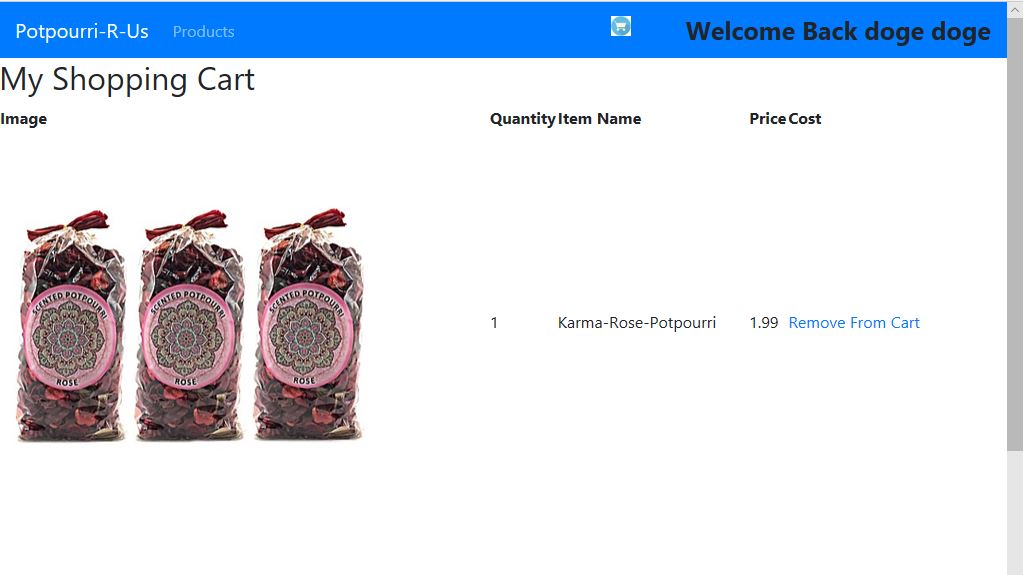 Potpourri-R-Us Products Welcome Back doge doge
My Shopping Cart
Image Quantity Item Name Price Cost
SCENTED POTPOURRI SCENTED POTPOURRI SCENTED POTPOURRI
ROSE ROSE ROSE
1 Karma-Rose-Potpourri 1.99 Remove From Cart